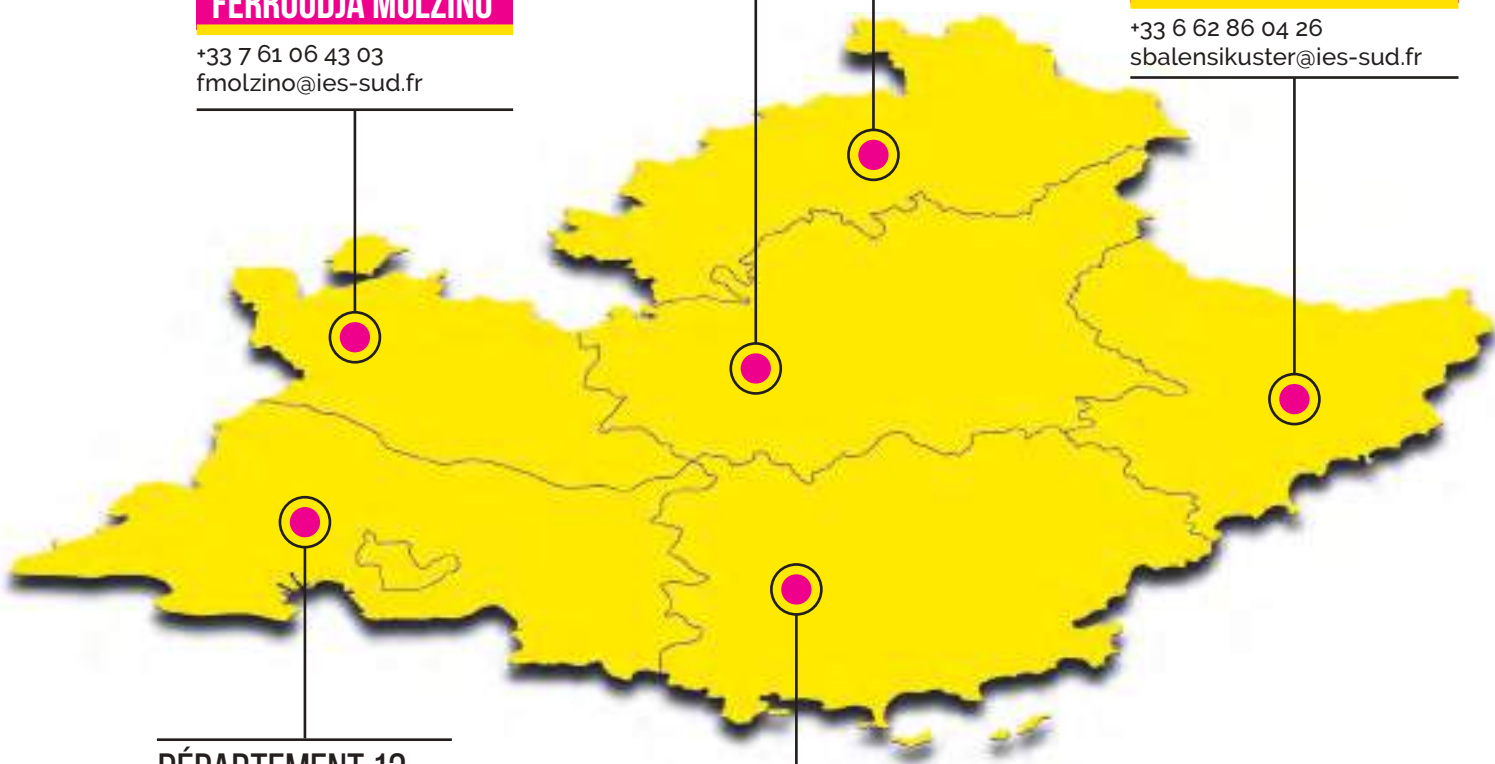 FERROUDJA MOLZINO
+33 7 61 06 43 03
fmolzino@ies-sud.fr
+33 6 62 86 04 26
sbalensikuster@ies-sud.fr
DÉPARTEMENT 13